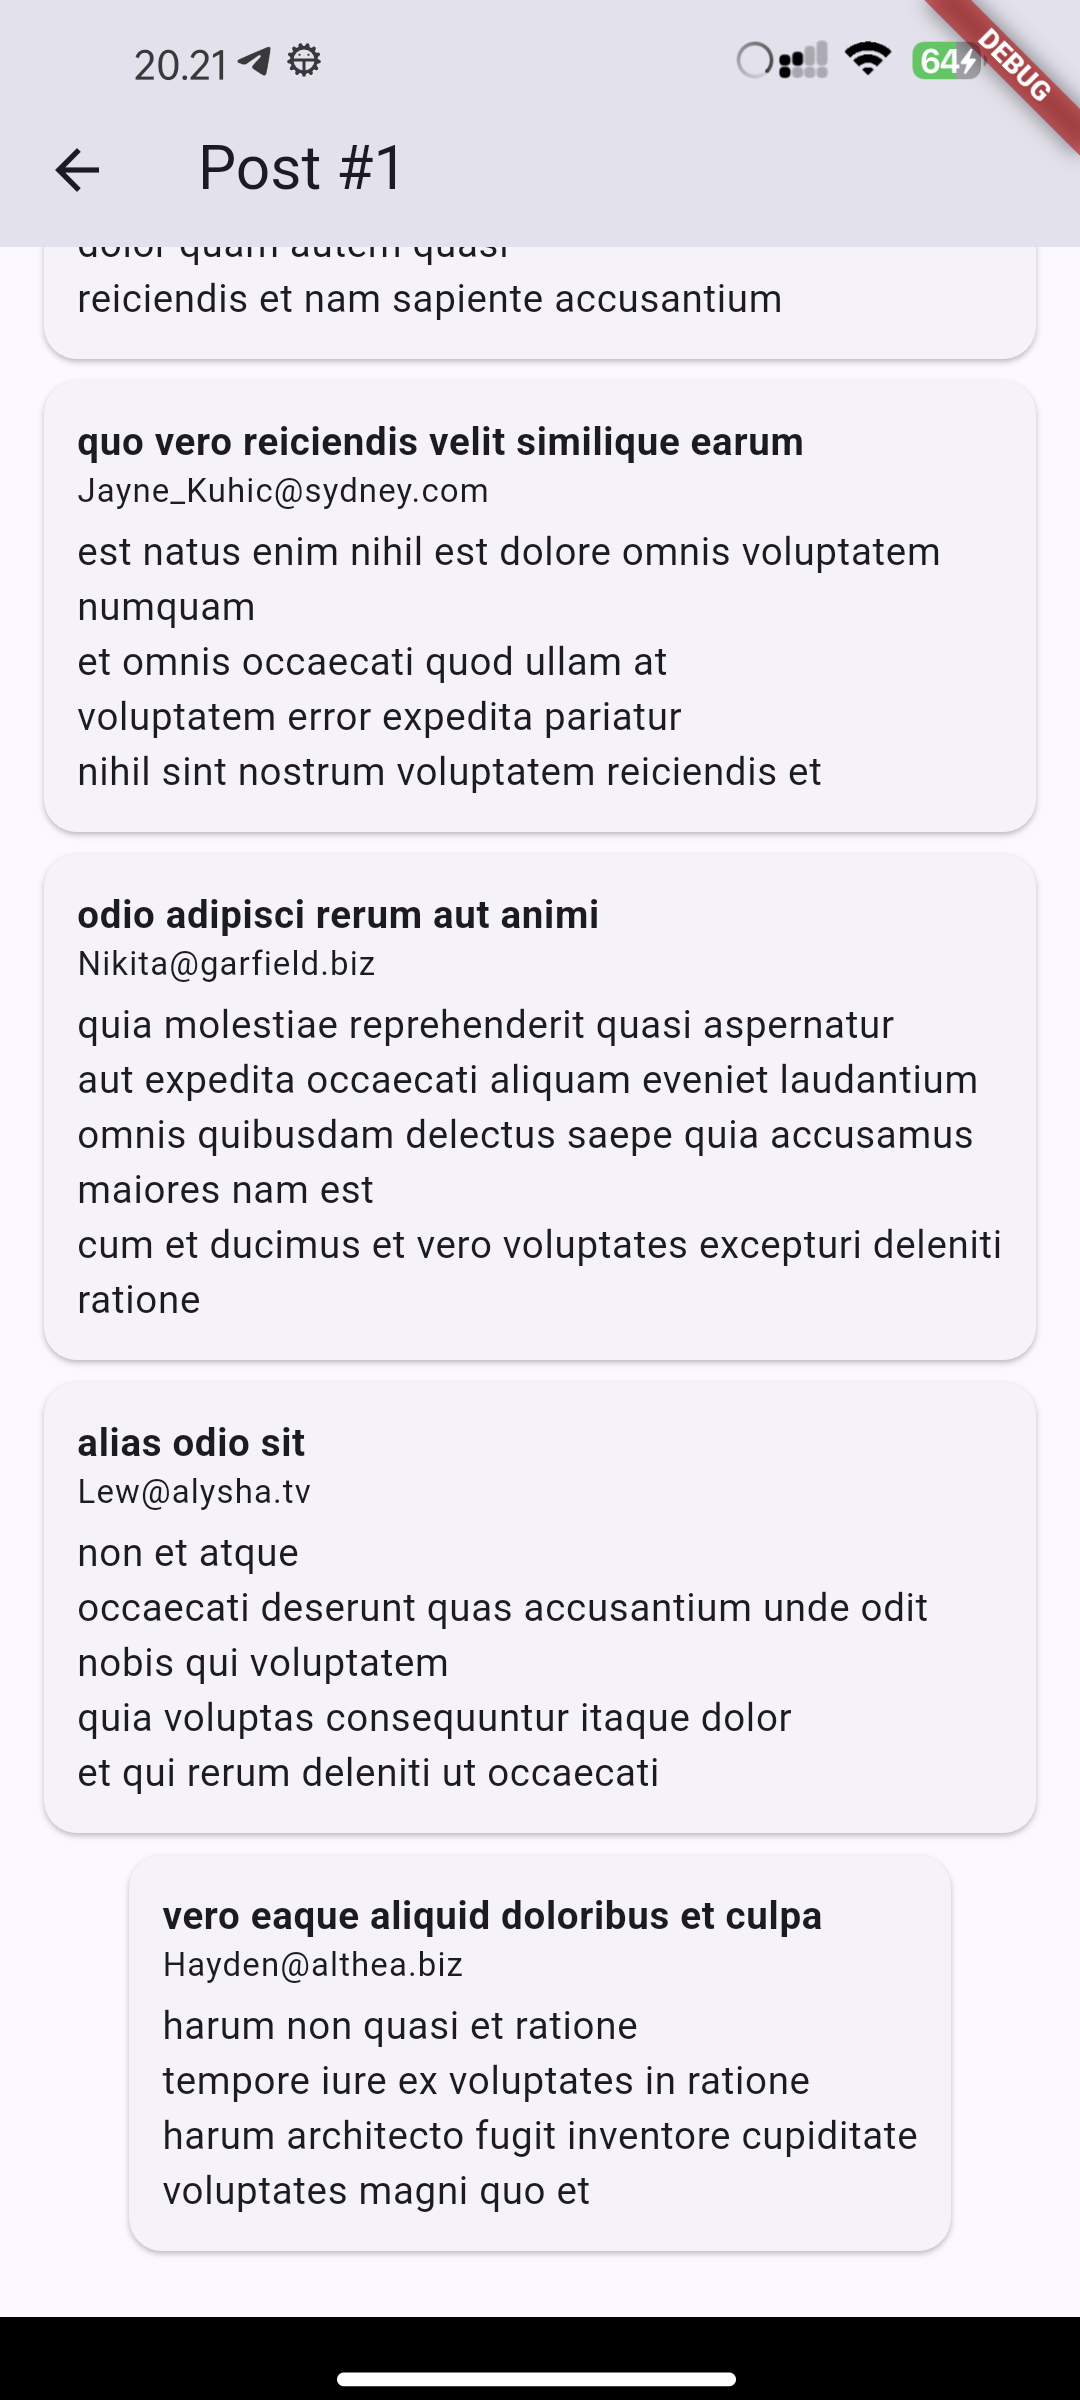 20.21
64
DEBUG
Post #1
dolor quam autem quasi
reiciendis et nam sapiente accusantium
quo vero reiciendis velit similique earum
Jayne_Kuhic@sydney.com
est natus enim nihil est dolore omnis voluptatem
numquam
et omnis occaecati quod ullam at
voluptatem error expedita pariatur
nihil sint nostrum voluptatem reiciendis et
odio adipisci rerum aut animi
Nikita@garfield.biz
quia molestiae reprehenderit quasi aspernatur
aut expedita occaecati aliquam eveniet laudantium
omnis quibusdam delectus saepe quia accusamus
maiores nam est
cum et ducimus et vero voluptates excepturi deleniti
ratione
alias odio sit
Lew@alysha.tv
non et atque
occaecati deserunt quas accusantium unde odit
nobis qui voluptatem
quia voluptas consequuntur itaque dolor
et qui rerum deleniti ut occaecati
vero eaque aliquid doloribus et culpa
Hayden@althea.biz
harum non quasi et ratione
tempore iure ex voluptates in ratione
harum architecto fugit inventore cupiditate
voluptates magni quo et